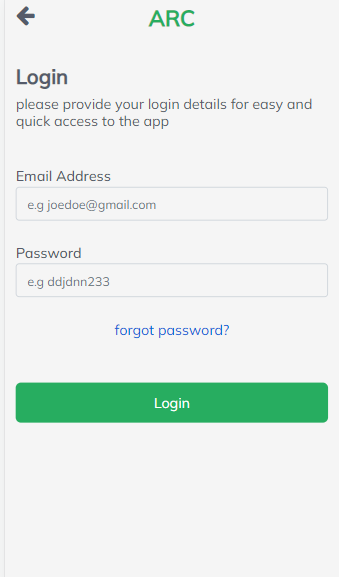 ARC
Login
please provide your login details for easy and
quick access to the app
Email Address
e.g joedoe@gmail.com
Password
e.g ddjdnn233
forgot password?
Login